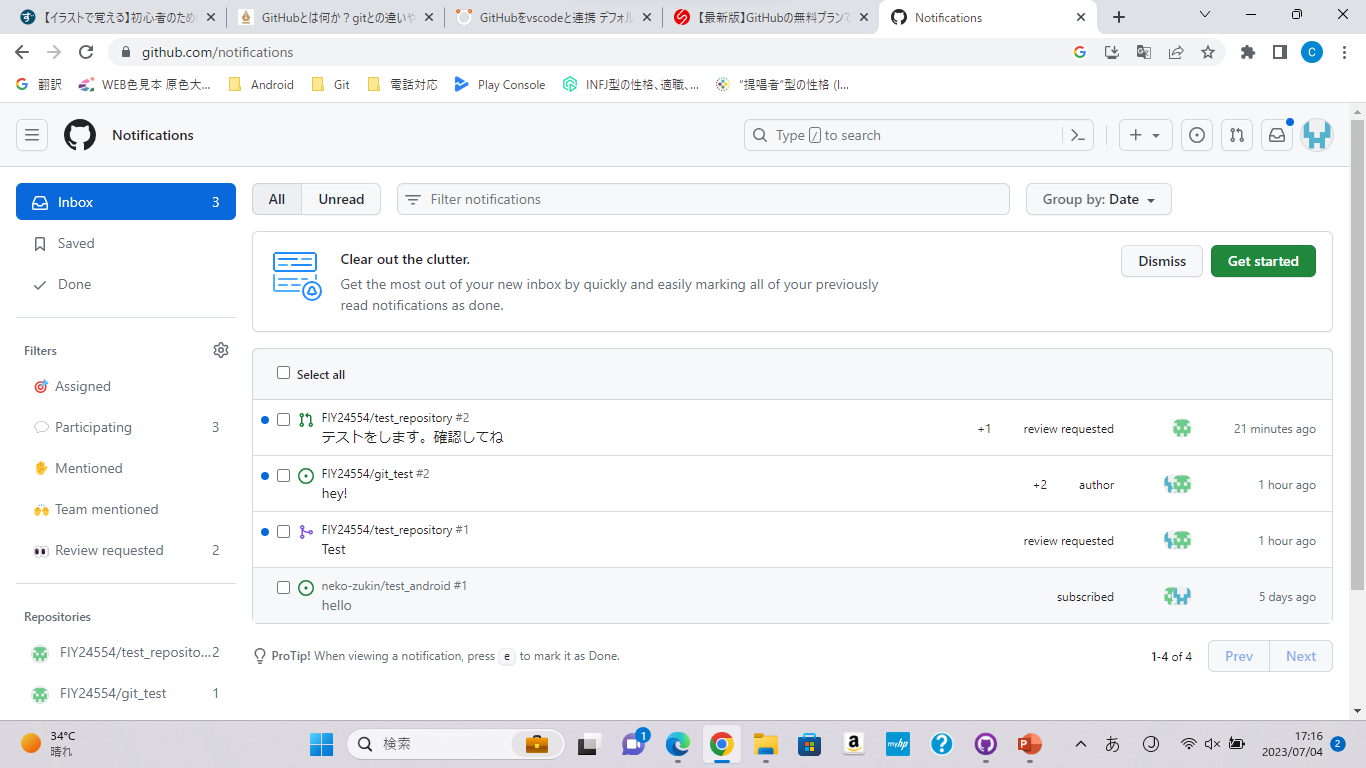 【イラストで覚える】初心者のため
GitHubとは何か？gitとの違いや
GitHubをvscodeと連携 デフォル
【最新版】GitHubの無料プランで
Notifications
github.com/notifications
C
翻訳
WEB色見本 原色大...
Android
Git
電話対応
Play Console
INFJ型の性格、適職、...
“提唱者”型の性格 (I...
Notifications
Type / to search
Inbox 3
All
Unread
Filter notifications
Group by: Date
Saved
Done
Clear out the clutter.
Get the most out of your new inbox by quickly and easily marking all of your previously
read notifications as done.
Dismiss
Get started
Filters
Assigned
Participating 3
Mentioned
Team mentioned
Review requested 2
Repositories
FIY24554/test_reposito... 2
FIY24554/git_test 1
Select all
FIY24554/test_repository #2
テストをします。確認してね
+1
review requested
21 minutes ago
FIY24554/git_test #2
hey!
+2
author
1 hour ago
FIY24554/test_repository #1
Test
review requested
1 hour ago
neko-zukin/test_android #1
hello
subscribed
5 days ago
ProTip! When viewing a notification, press e to mark it as Done.
1-4 of 4
Prev
Next
34°C
晴れ
検索
1
a
my hp
?
P
あ
17:16
2023/07/04
2